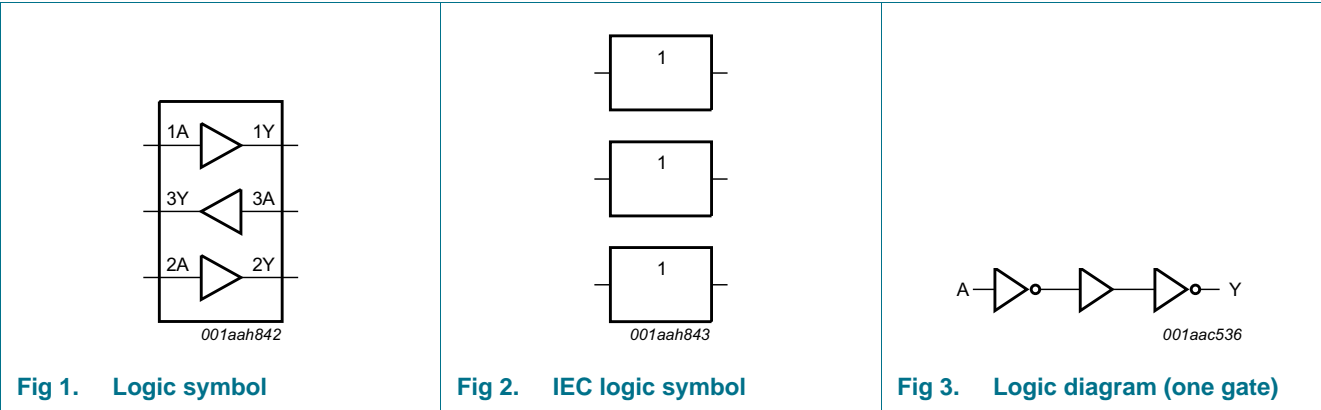 1A 1Y
3Y 3A
2A 2Y
001aah842
Fig 1. Logic symbol
1
1
1
001aah843
Fig 2. IEC logic symbol
A Y
001aac536
Fig 3. Logic diagram (one gate)